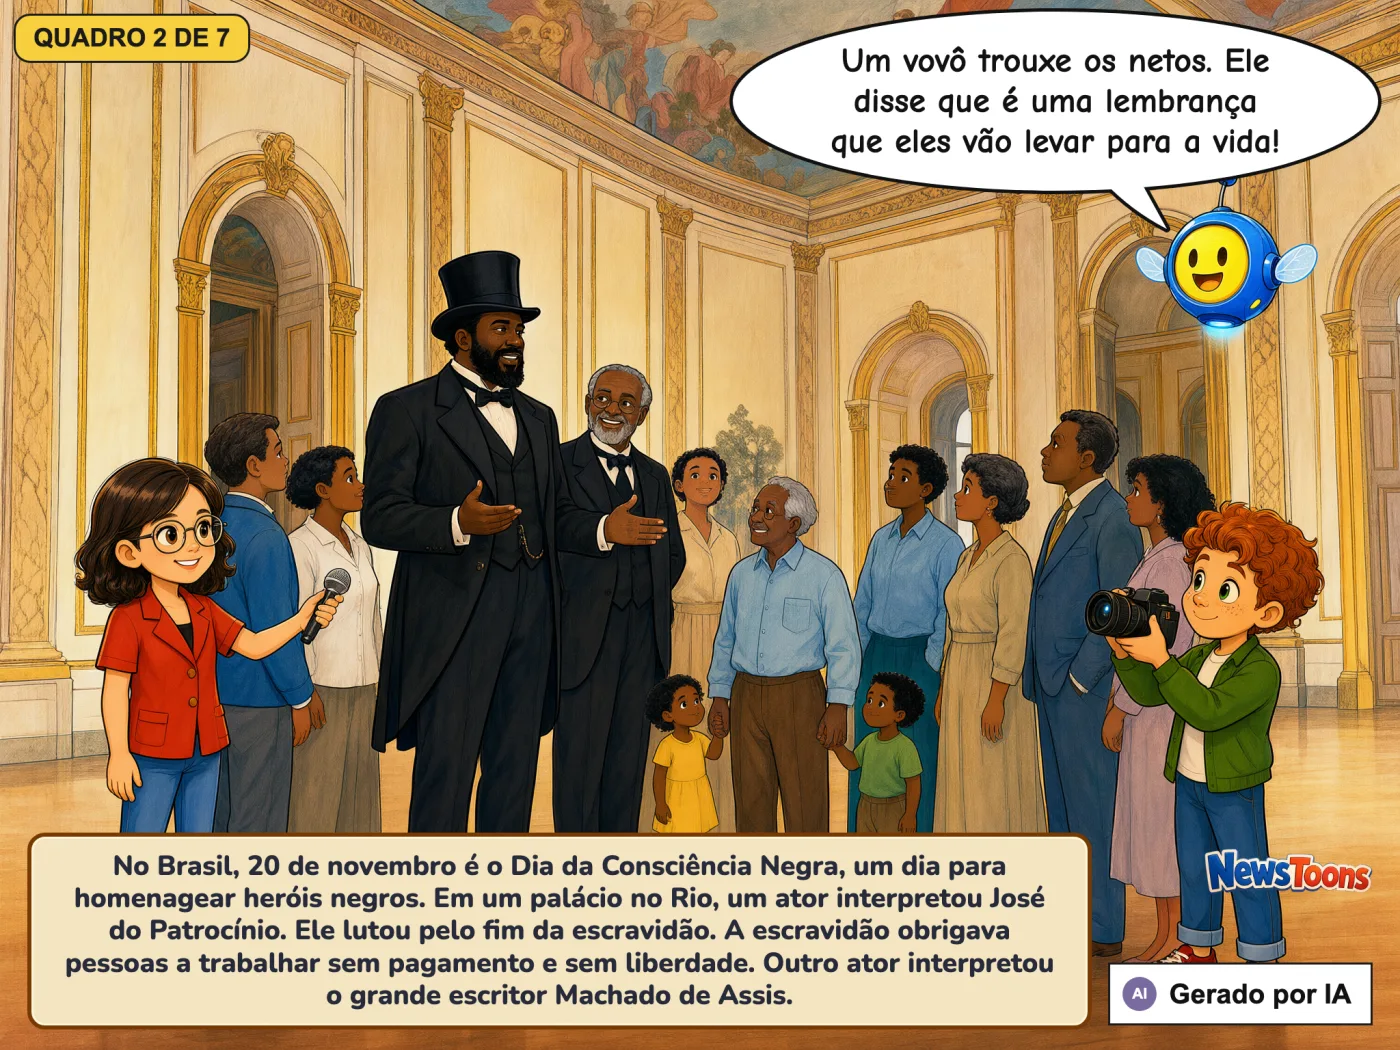 QUADRO 2 DE 7
Um vovô trouxe os netos. Ele
disse que é uma lembrança
que eles vão levar para a vida!
No Brasil, 20 de novembro é o Dia da Consciência Negra, um dia para
homenagear heróis negros. Em um palácio no Rio, um ator interpretou José
do Patrocínio. Ele lutou pelo fim da escravidão. A escravidão obrigava
pessoas a trabalhar sem pagamento e sem liberdade. Outro ator interpretou
o grande escritor Machado de Assis.
NewsToons
AI Gerado por IA